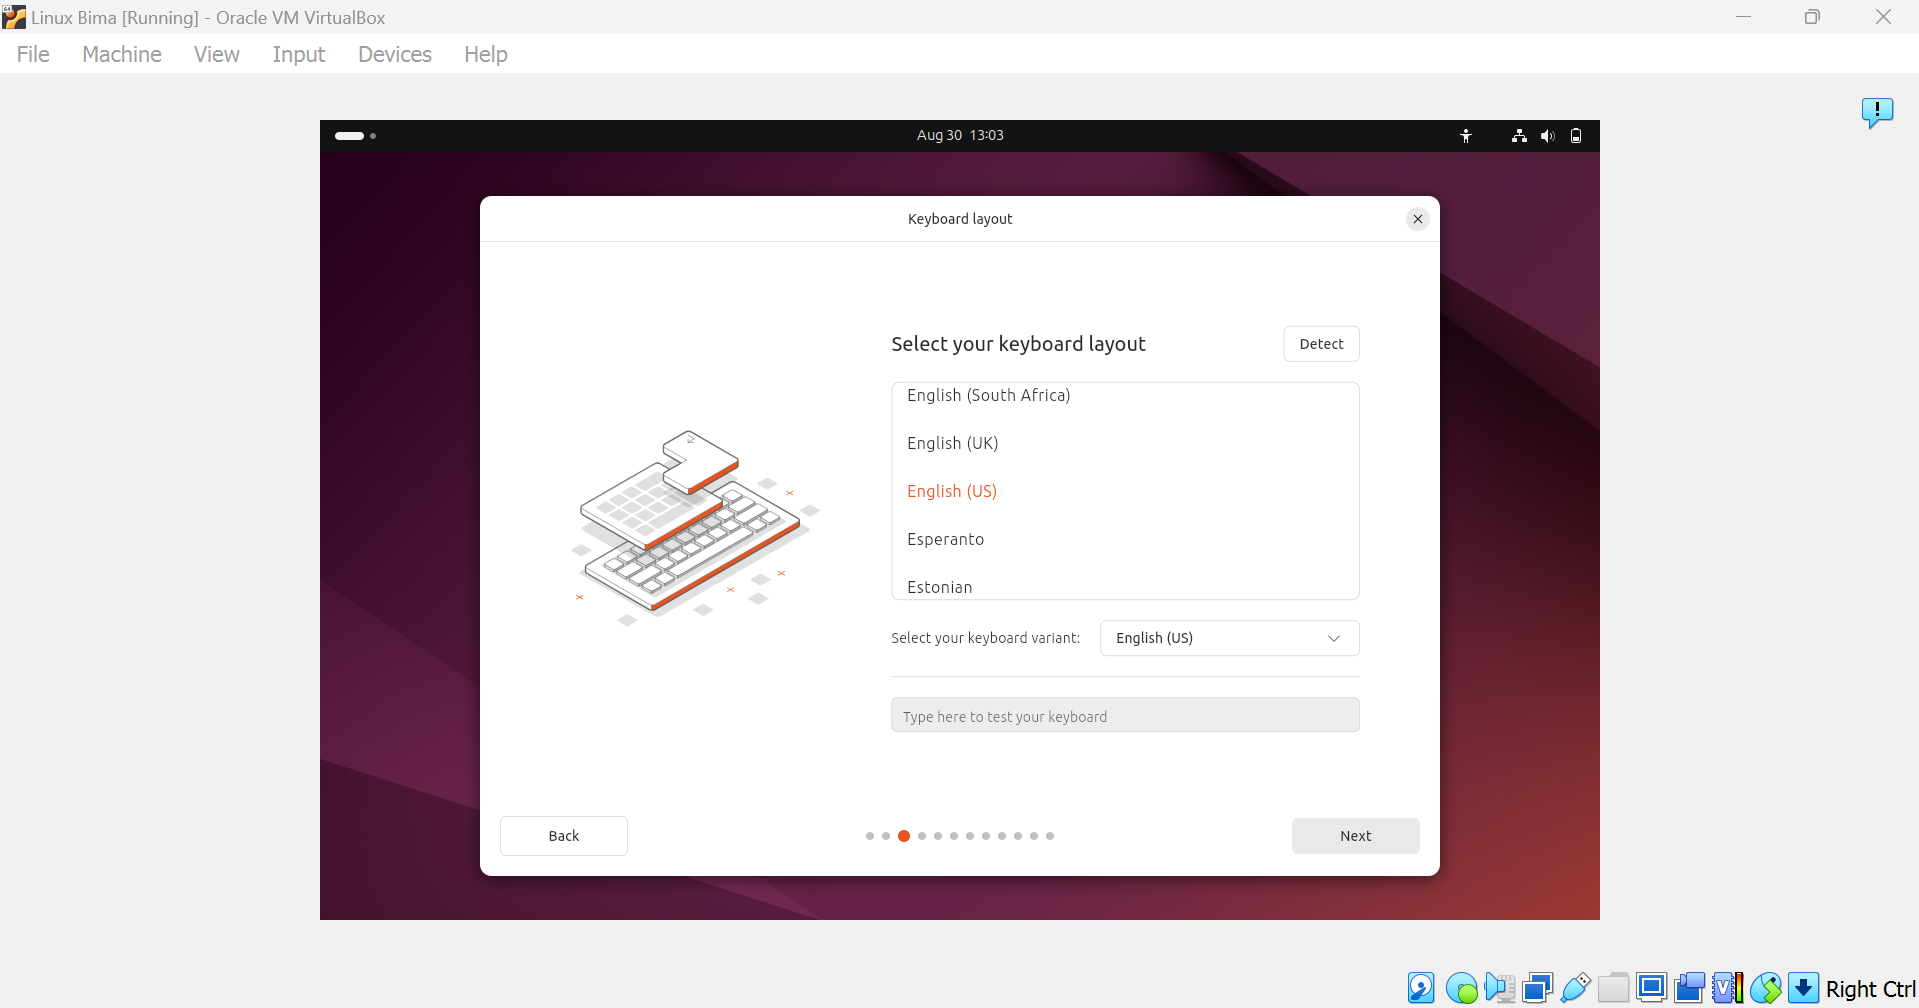 Linux Bima [Running] - Oracle VM VirtualBox
File Machine View Input Devices Help
Aug 30 13:03
Keyboard layout
Select your keyboard layout
Detect
English (South Africa)
English (UK)
English (US)
Esperanto
Estonian
Select your keyboard variant: English (US)
Type here to test your keyboard
Back
Next
Right Ctrl